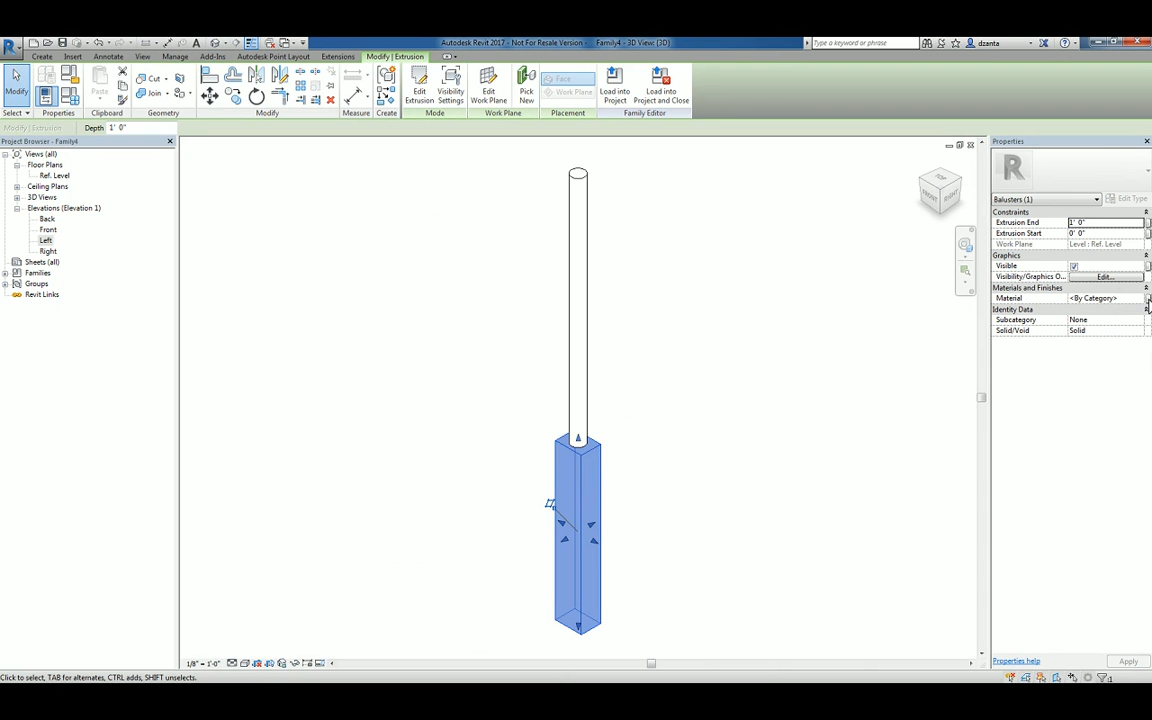 Autodesk Revit 2017 - Not For Resale Version - Family4 - 3D View: {3D}
Type a keyword or phrase
dzanta
Create Insert Annotate View Manage Add-Ins Autodesk Point Layout Extensions Modify | Extrusion
Modify
Paste
Cut
Join
Edit Extrusion
Visibility Settings
Edit Work Plane
Pick New
Face
Work Plane
Load into Project
Load into Project and Close
Select Properties Clipboard Geometry Modify Measure Create Mode Work Plane Placement Family Editor
Modify | Extrusion Depth 1' 0"
Project Browser - Family4
Views (all)
Floor Plans
Ref. Level
Ceiling Plans
3D Views
Elevations (Elevation 1)
Back
Front
Left
Right
Sheets (all)
Families
Groups
Revit Links
TOP
FRONT
RIGHT
Properties
R
Balusters (1)
Edit Type
Constraints
Extrusion End 1' 0"
Extrusion Start 0' 0"
Work Plane Level : Ref. Level
Graphics
Visible
Visibility/Graphics O... Edit...
Materials and Finishes
Material <By Category>
Identity Data
Subcategory None
Solid/Void Solid
Properties help
Apply
1/8" = 1'-0"
Click to select, TAB for alternates, CTRL adds, SHIFT unselects.
:1